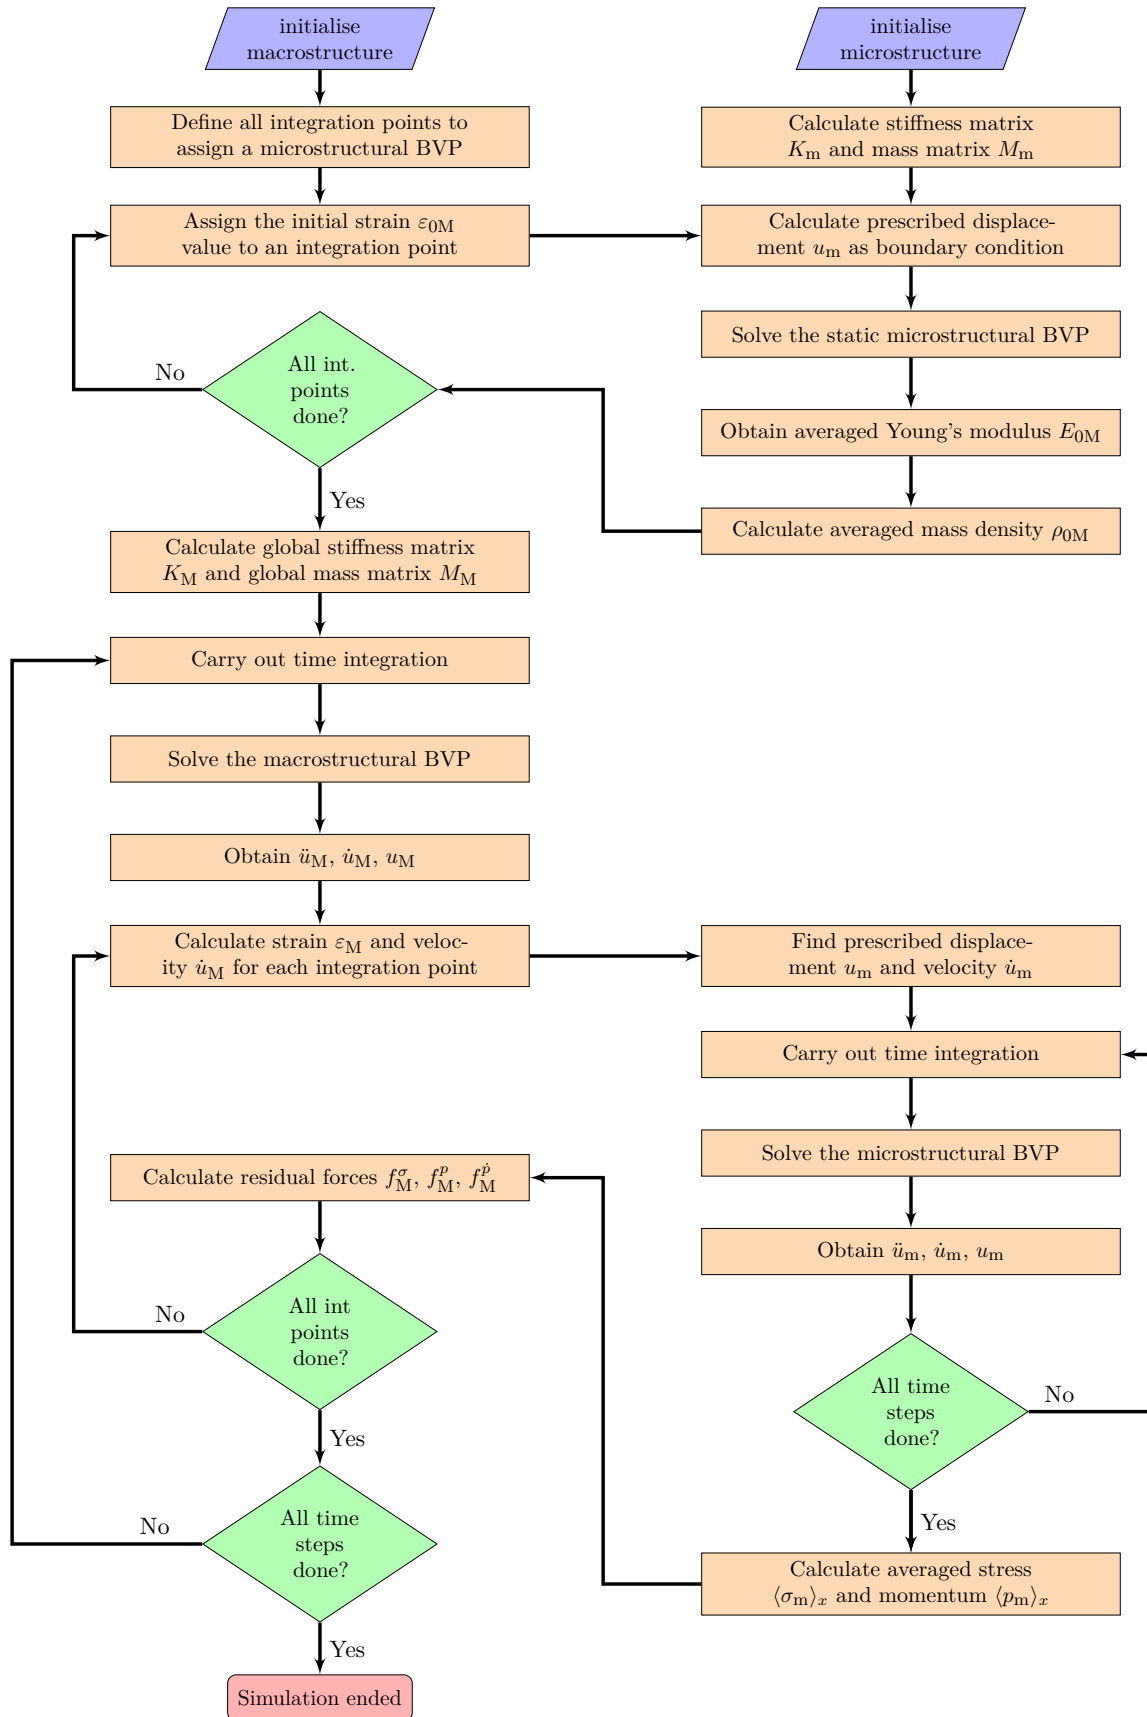 initialise
macrostructure
initialise
microstructure
Define all integration points to
assign a microstructural BVP
Calculate stiffness matrix
K_m and mass matrix M_m
Assign the initial strain ε_0M
value to an integration point
Calculate prescribed displace-
ment u_m as boundary condition
Solve the static microstructural BVP
All int.
points
done?
No
Yes
Obtain averaged Young's modulus E_0M
Calculate averaged mass density ρ_0M
Calculate global stiffness matrix
K_M and global mass matrix M_M
Carry out time integration
Solve the macrostructural BVP
Obtain ü_M, u̇_M, u_M
Calculate strain ε_M and veloc-
ity u̇_M for each integration point
Find prescribed displace-
ment u_m and velocity u̇_m
Carry out time integration
Solve the microstructural BVP
Obtain ü_m, u̇_m, u_m
All time
steps
done?
No
Yes
Calculate averaged stress
⟨σ_m⟩_x and momentum ⟨p_m⟩_x
Calculate residual forces f_M^σ, f_M^p, f_M^ṗ
All int
points
done?
No
Yes
All time
steps
done?
No
Yes
Simulation ended